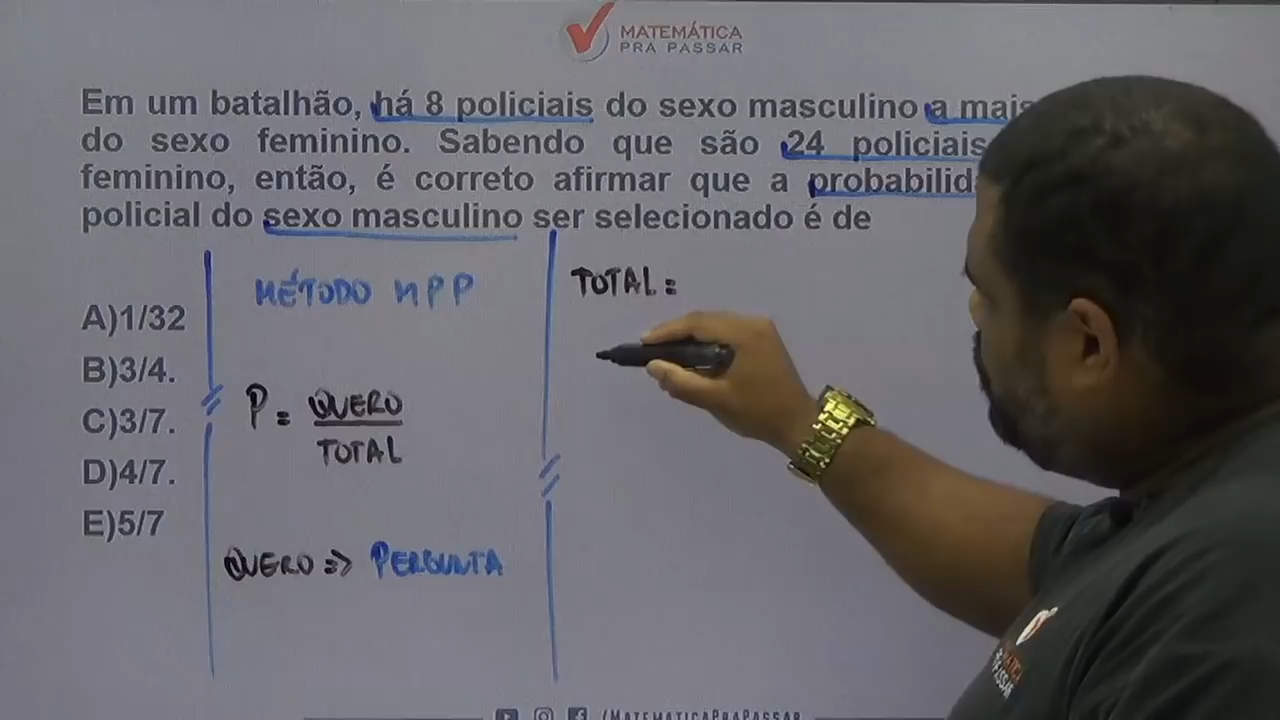 MATEMÁTICA
PRA PASSAR
Em um batalhão, há 8 policiais do sexo masculino a mais
do sexo feminino. Sabendo que são 24 policiais
feminino, então, é correto afirmar que a probabilid
policial do sexo masculino ser selecionado é de
MÉTODO MPP
TOTAL =
A)1/32
B)3/4.
C)3/7.
D)4/7.
E)5/7
P = QUERO
TOTAL
QUERO => PERGUNTA
/MATEMATICAPRAPASSAR